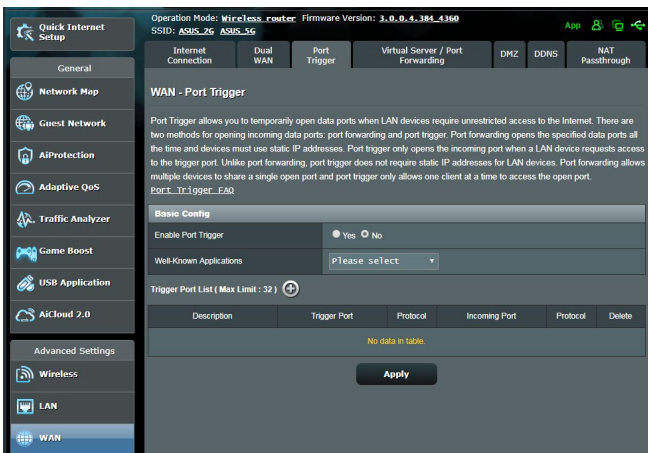 Quick Internet
Setup
Operation Mode: Wireless router Firmware Version: 3.0.0.4.384_4360
SSID: ASUS_2G ASUS_5G
App
Internet
Connection
Dual
WAN
Port
Trigger
Virtual Server / Port
Forwarding
DMZ
DDNS
NAT
Passthrough
General
Network Map
Guest Network
AiProtection
Adaptive QoS
Traffic Analyzer
Game Boost
USB Application
AiCloud 2.0
Advanced Settings
Wireless
LAN
WAN
WAN - Port Trigger
Port Trigger allows you to temporarily open data ports when LAN devices require unrestricted access to the Internet. There are
two methods for opening incoming data ports: port forwarding and port trigger. Port forwarding opens the specified data ports all
the time and devices must use static IP addresses. Port trigger only opens the incoming port when a LAN device requests access
to the trigger port. Unlike port forwarding, port trigger does not require static IP addresses for LAN devices. Port forwarding allows
multiple devices to share a single open port and port trigger only allows one client at a time to access the open port.
Port Trigger FAQ
Basic Config
Enable Port Trigger Yes No
Well-Known Applications Please select
Trigger Port List ( Max Limit : 32 )
Description Trigger Port Protocol Incoming Port Protocol Delete
No data in table.
Apply